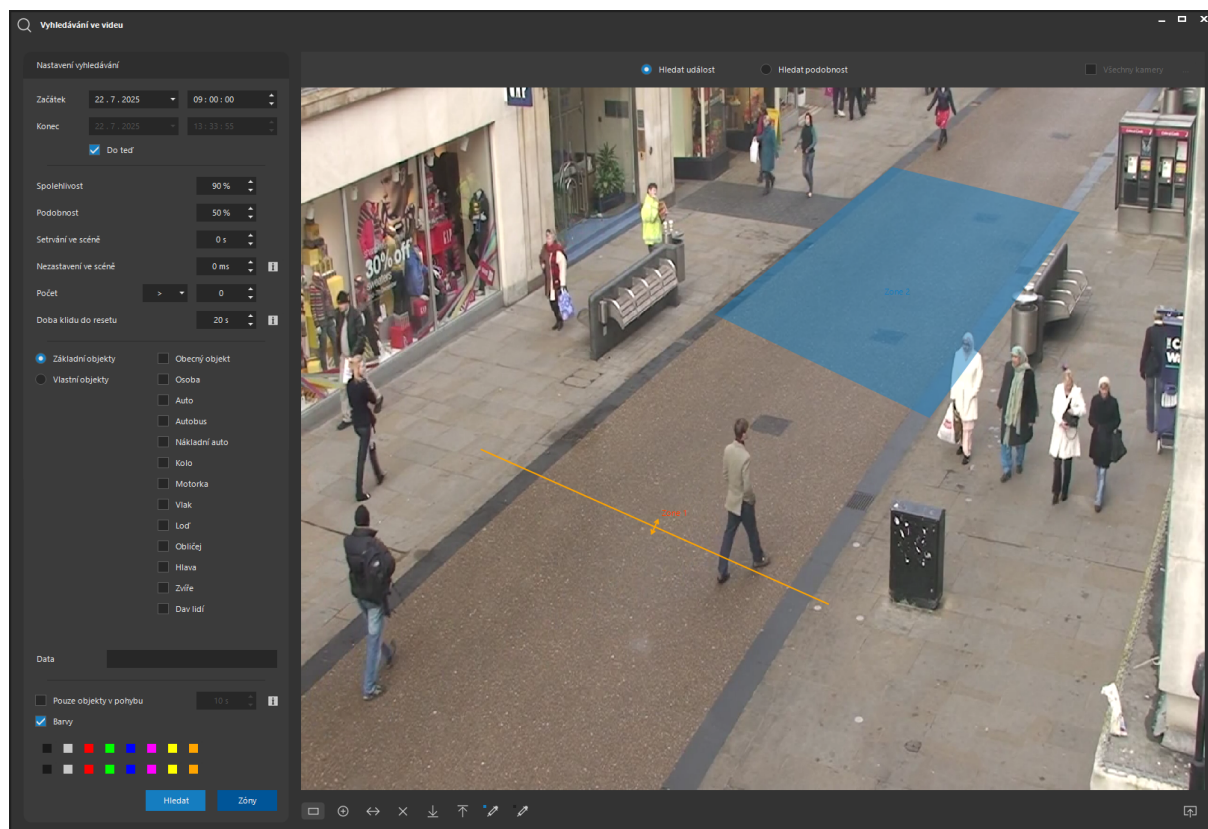 Vyhledávání ve videu
Nastavení vyhledávání
Začátek 22 . 7 . 2025 09 : 00 : 00
Konec 22 . 7 . 2025 13 : 33 : 55
Do teď
Spolehlivost 90 %
Podobnost 50 %
Setrvání ve scéně 0 s
Nezastavení ve scéně 0 ms
Počet > 0
Doba klidu do resetu 20 s
Základní objekty
Vlastní objekty
Obecný objekt
Osoba
Auto
Autobus
Nákladní auto
Kolo
Motorka
Vlak
Loď
Obličej
Hlava
Zvíře
Dav lidí
Data
Pouze objekty v pohybu 10 s
Barvy
Hledat Zóny
Hledat událost Hledat podobnost Všechny kamery
30% off